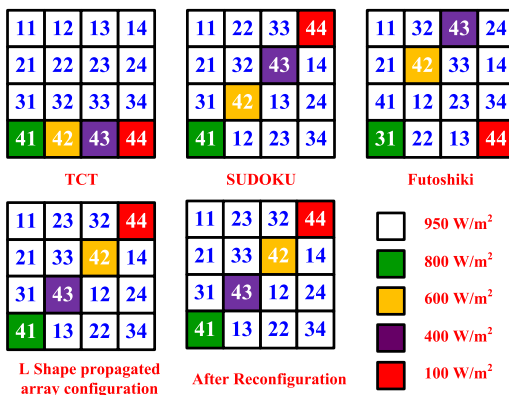 11 12 13 14
21 22 23 24
31 32 33 34
41 42 43 44
TCT
11 22 33 44
21 32 43 14
31 42 13 24
41 12 23 34
SUDOKU
11 32 43 24
21 42 33 14
41 12 23 34
31 22 13 44
Futoshiki
11 23 32 44
21 33 42 14
31 43 12 24
41 13 22 34
L Shape propagated
array configuration
11 23 32 44
21 33 42 14
31 43 12 24
41 13 22 34
After Reconfiguration
950 W/m²
800 W/m²
600 W/m²
400 W/m²
100 W/m²